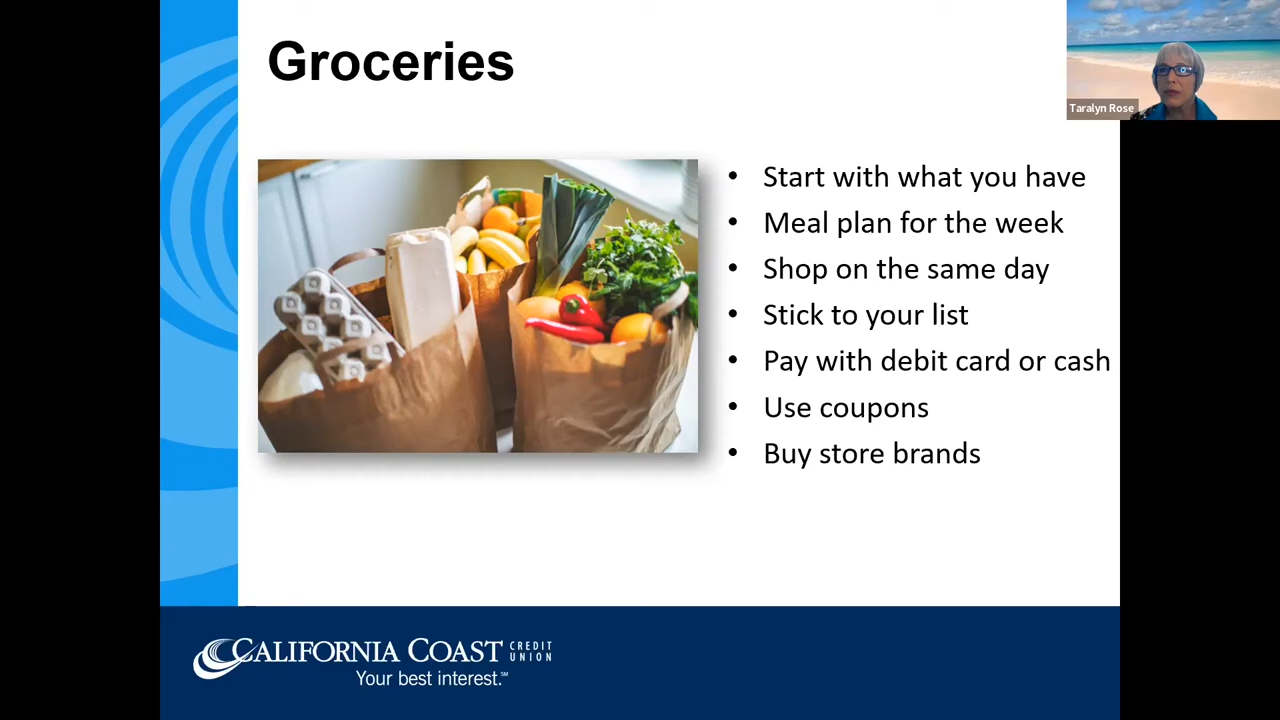 Groceries
Taralyn Rose
• Start with what you have
• Meal plan for the week
• Shop on the same day
• Stick to your list
• Pay with debit card or cash
• Use coupons
• Buy store brands
CALIFORNIA COAST CREDIT UNION
Your best interest.℠